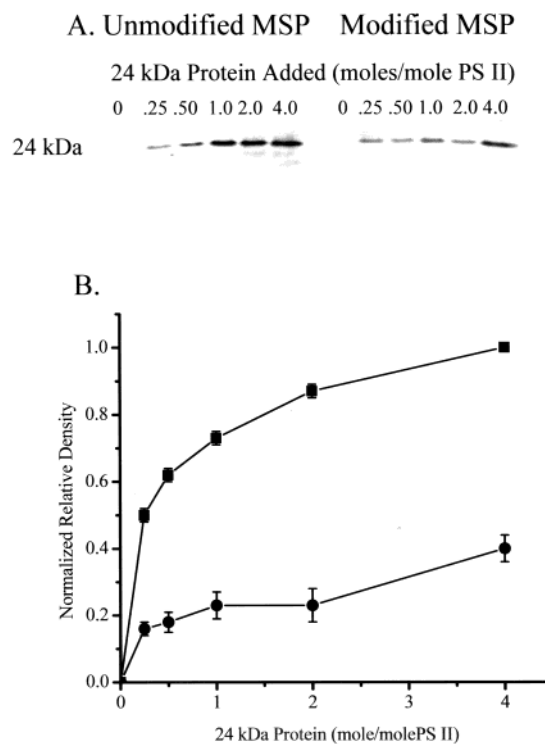 A. Unmodified MSP Modified MSP
24 kDa Protein Added (moles/mole PS II)
0 .25 .50 1.0 2.0 4.0 0 .25 .50 1.0 2.0 4.0
24 kDa
B.
1.0
0.8
0.6
0.4
0.2
0.0
Normalized Relative Density
0 1 2 3 4
24 kDa Protein (mole/molePS II)